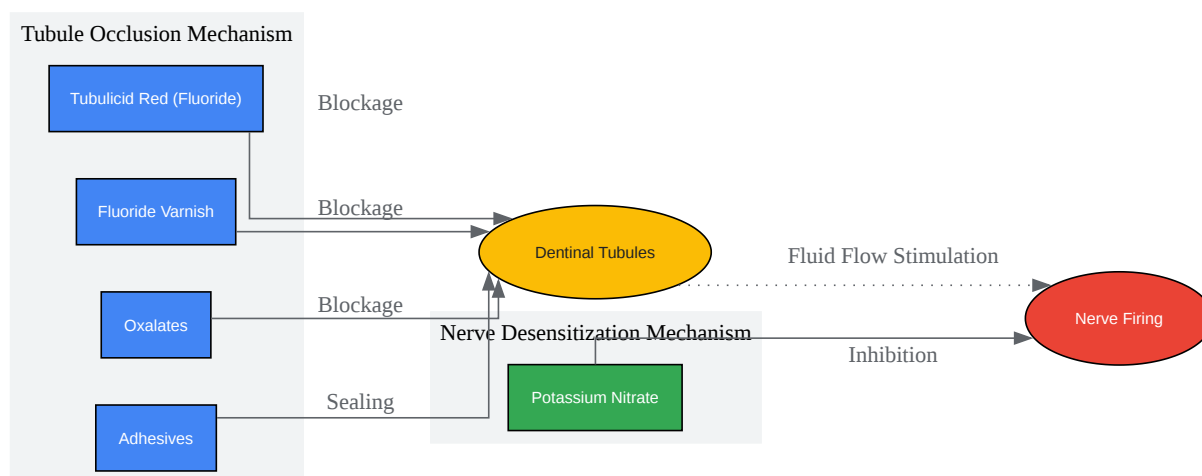 Tubule Occlusion Mechanism
Tubulicid Red (Fluoride)
Blockage
Fluoride Varnish
Blockage
Dentinal Tubules
Fluid Flow Stimulation
Oxalates
Blockage
Nerve Desensitization Mechanism
Nerve Firing
Inhibition
Potassium Nitrate
Adhesives
Sealing